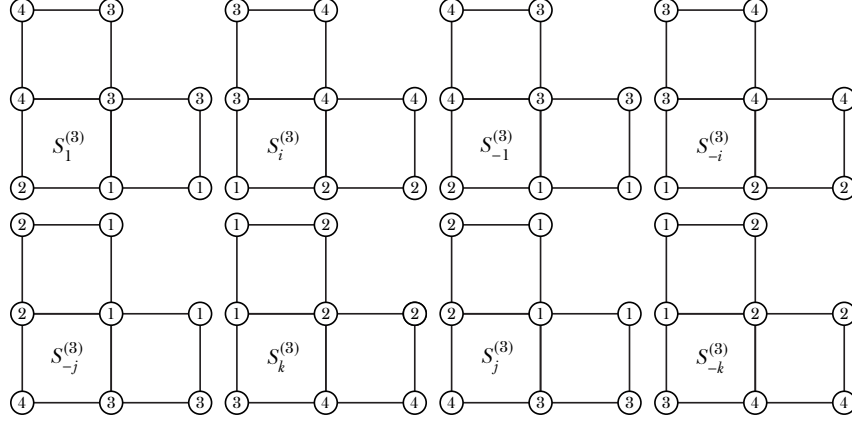 4 3 3 4 4 3 3 4
4 3 3 3 4 4 4 3 3 3 4 4
S_1^{(3)} S_i^{(3)} S_{-1}^{(3)} S_{-i}^{(3)}
2 1 1 1 2 2 2 1 1 1 2 2
2 1 1 2 2 1 1 2
2 1 1 1 2 2 2 1 1 1 2 2
S_{-j}^{(3)} S_k^{(3)} S_j^{(3)} S_{-k}^{(3)}
4 3 3 3 4 4 4 3 3 3 4 4